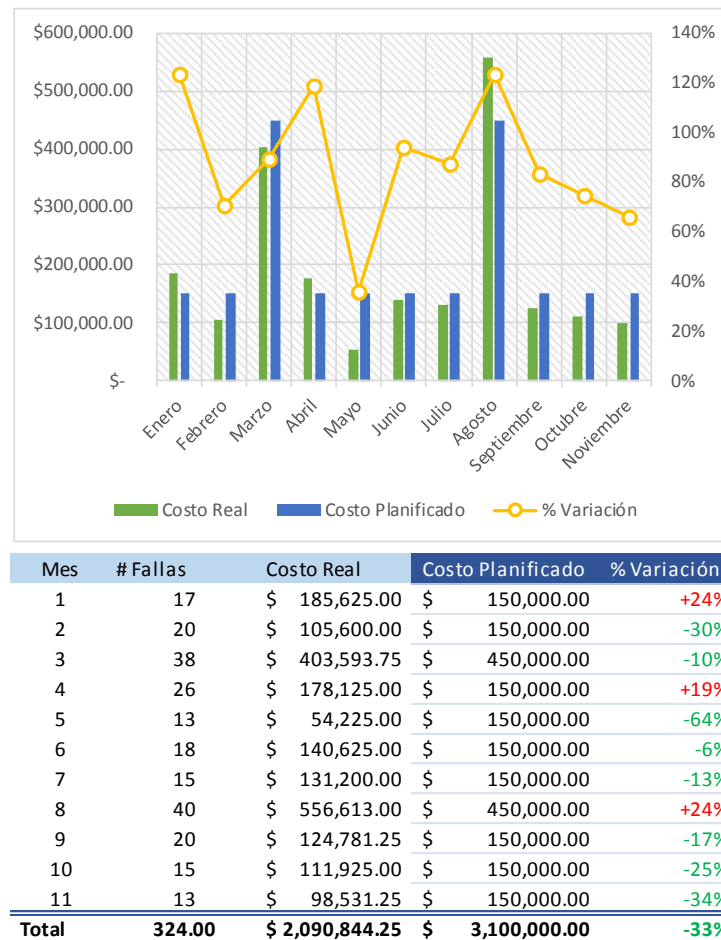 $600,000.00 140%
$500,000.00 120%
$400,000.00 100%
$300,000.00 80%
$200,000.00 60%
$100,000.00 40%
$- 20%
0%
Enero Febrero Marzo Abril Mayo Junio Julio Agosto Septiembre Octubre Noviembre
Costo Real Costo Planificado % Variación
Mes # Fallas Costo Real Costo Planificado % Variación
1 17 $ 185,625.00 $ 150,000.00 +24%
2 20 $ 105,600.00 $ 150,000.00 -30%
3 38 $ 403,593.75 $ 450,000.00 -10%
4 26 $ 178,125.00 $ 150,000.00 +19%
5 13 $ 54,225.00 $ 150,000.00 -64%
6 18 $ 140,625.00 $ 150,000.00 -6%
7 15 $ 131,200.00 $ 150,000.00 -13%
8 40 $ 556,613.00 $ 450,000.00 +24%
9 20 $ 124,781.25 $ 150,000.00 -17%
10 15 $ 111,925.00 $ 150,000.00 -25%
11 13 $ 98,531.25 $ 150,000.00 -34%
Total 324.00 $ 2,090,844.25 $ 3,100,000.00 -33%